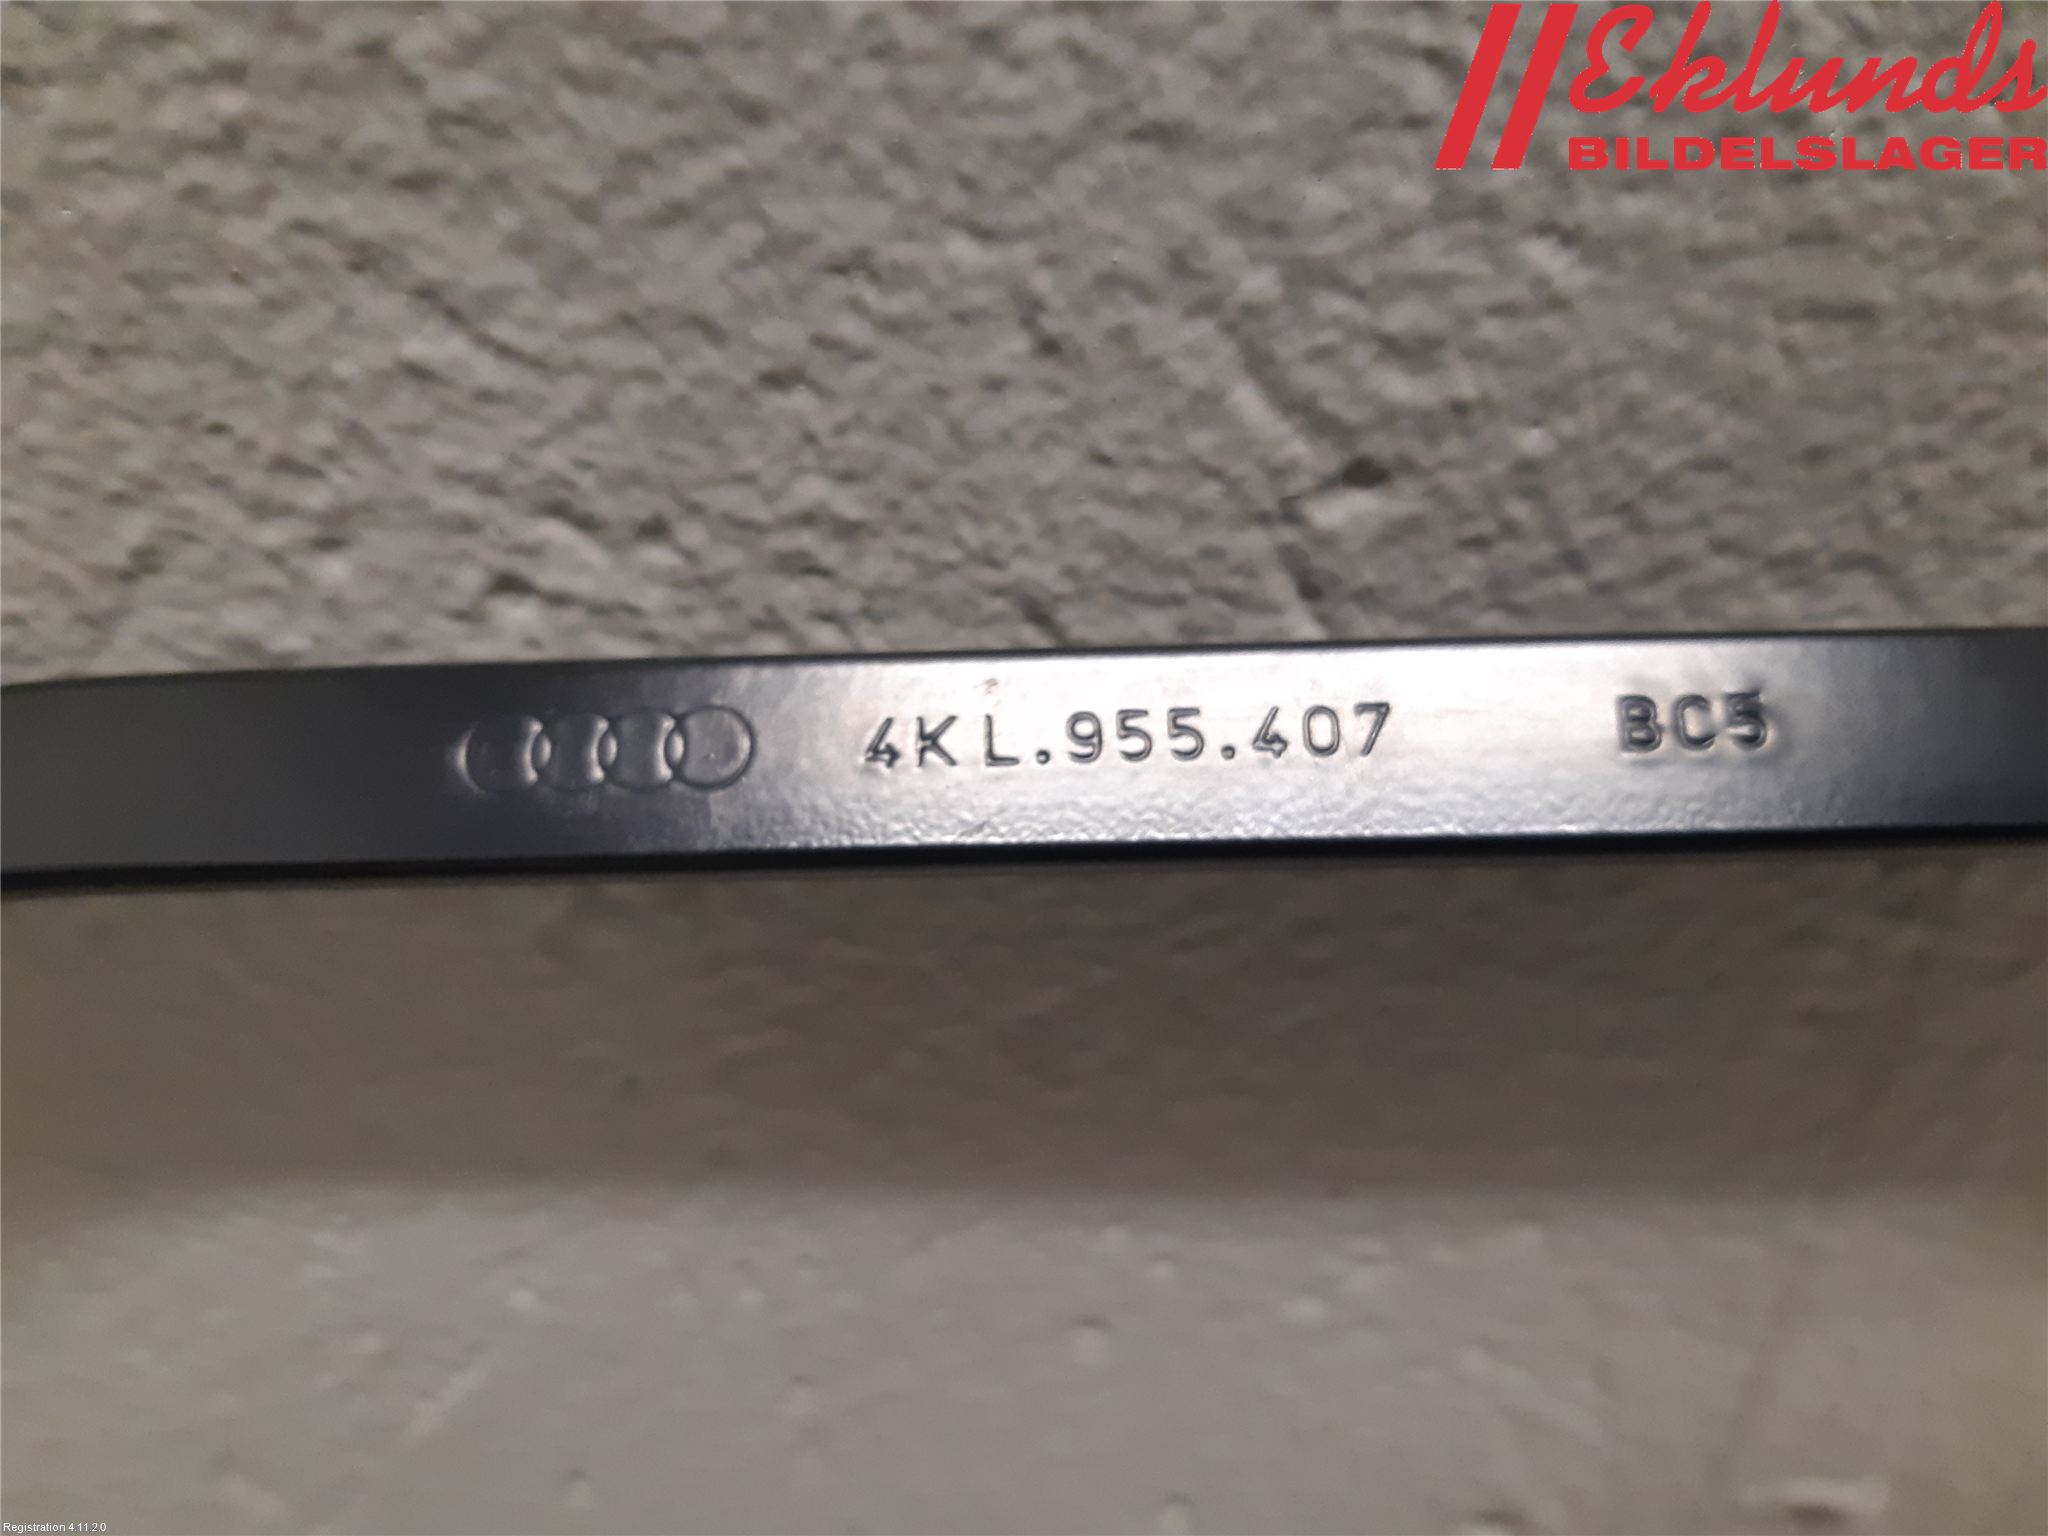 Eklunds
BILDELSLAGER
4KL.955.407 BC5
Registration 4.11.2.0